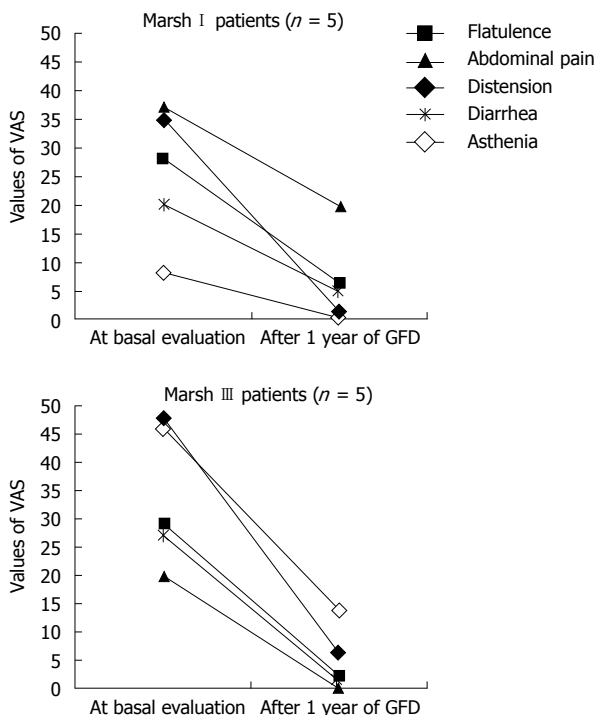 Marsh Ⅰ patients (n = 5)
Flatulence
Abdominal pain
Distension
Diarrhea
Asthenia
Values of VAS
50
45
40
35
30
25
20
15
10
5
0
At basal evaluation After 1 year of GFD
Marsh Ⅲ patients (n = 5)
Values of VAS
50
45
40
35
30
25
20
15
10
5
0
At basal evaluation After 1 year of GFD